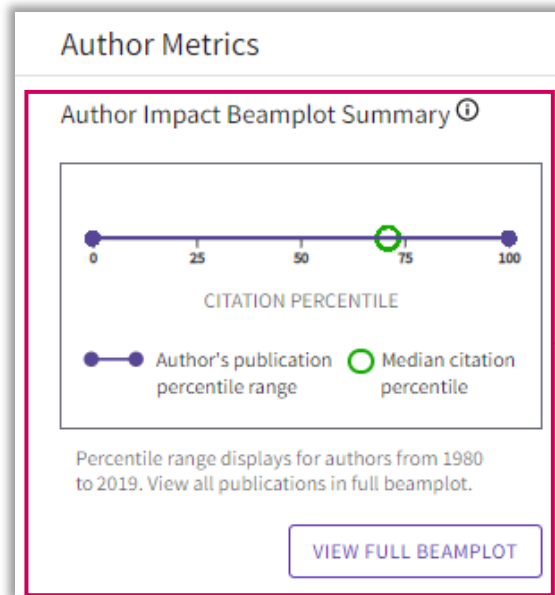 Author Metrics
Author Impact Beamplot Summary
0 25 50 75 100
CITATION PERCENTILE
Author's publication
percentile range
Median citation
percentile
Percentile range displays for authors from 1980
to 2019. View all publications in full beamplot.
VIEW FULL BEAMPLOT